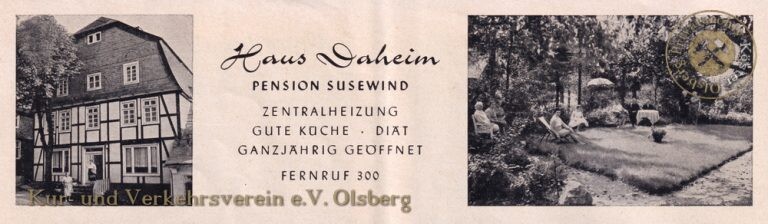 Haus Daheim
PENSION SUSEWIND
ZENTRALHEIZUNG
GUTE KÜCHE · DIÄT
GANZJÄHRIG GEÖFFNET
FERNRUF 300
Kur- und Verkehrsverein e.V. Olsberg